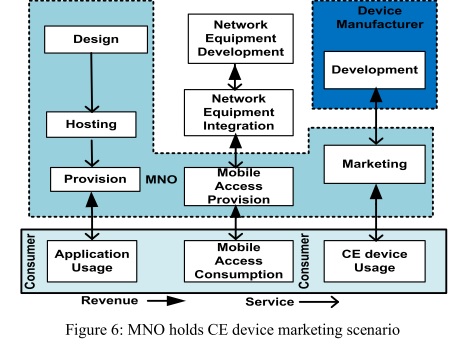 Design
Network
Equipment
Development
Device
Manufacturer
Development
Hosting
Network
Equipment
Integration
Provision
MNO
Mobile
Access
Provision
Marketing
Consumer
Application
Usage
Mobile
Access
Consumption
Consumer
CE device
Usage
Revenue
Service
Figure 6: MNO holds CE device marketing scenario